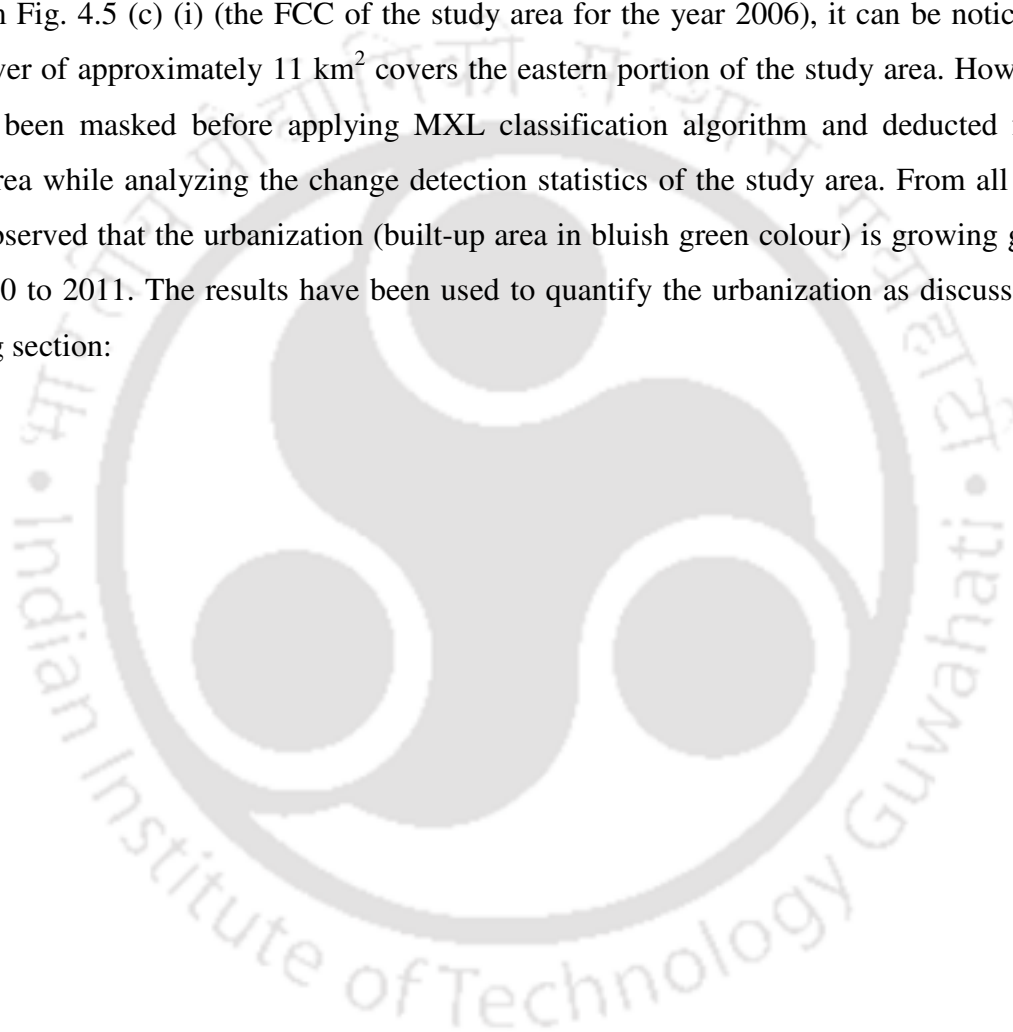 n Fig. 4.5 (c) (i) (the FCC of the study area for the year 2006), it can be notic
ver of approximately 11 km² covers the eastern portion of the study area. How
been masked before applying MXL classification algorithm and deducted
rea while analyzing the change detection statistics of the study area. From all
bserved that the urbanization (built-up area in bluish green colour) is growing g
0 to 2011. The results have been used to quantify the urbanization as discuss
g section:
Indian Institute of Technology Guwahati